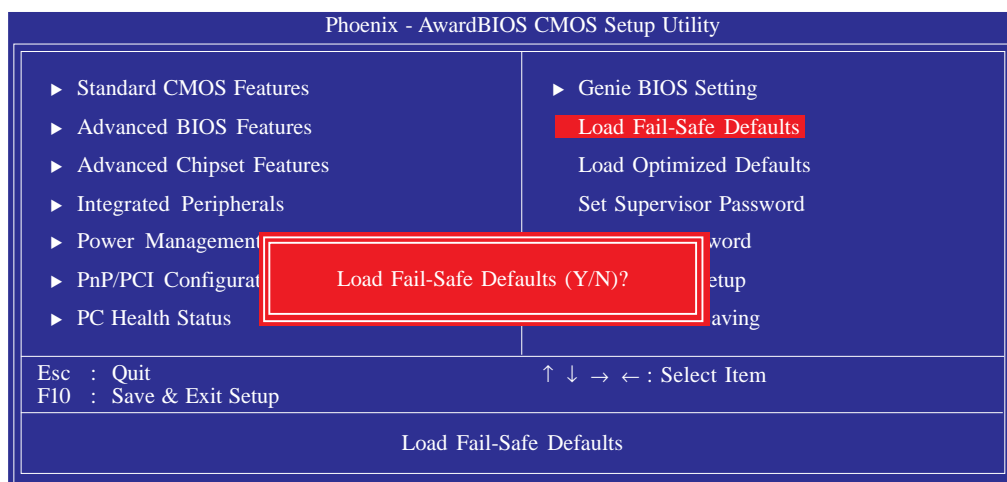 Phoenix - AwardBIOS CMOS Setup Utility
▶ Standard CMOS Features
▶ Advanced BIOS Features
▶ Advanced Chipset Features
▶ Integrated Peripherals
▶ Power Management
▶ PnP/PCI Configurat
▶ PC Health Status
▶ Genie BIOS Setting
Load Fail-Safe Defaults
Load Optimized Defaults
Set Supervisor Password
word
etup
aving
Load Fail-Safe Defaults (Y/N)?
Esc : Quit
F10 : Save & Exit Setup
↑ ↓ → ← : Select Item
Load Fail-Safe Defaults